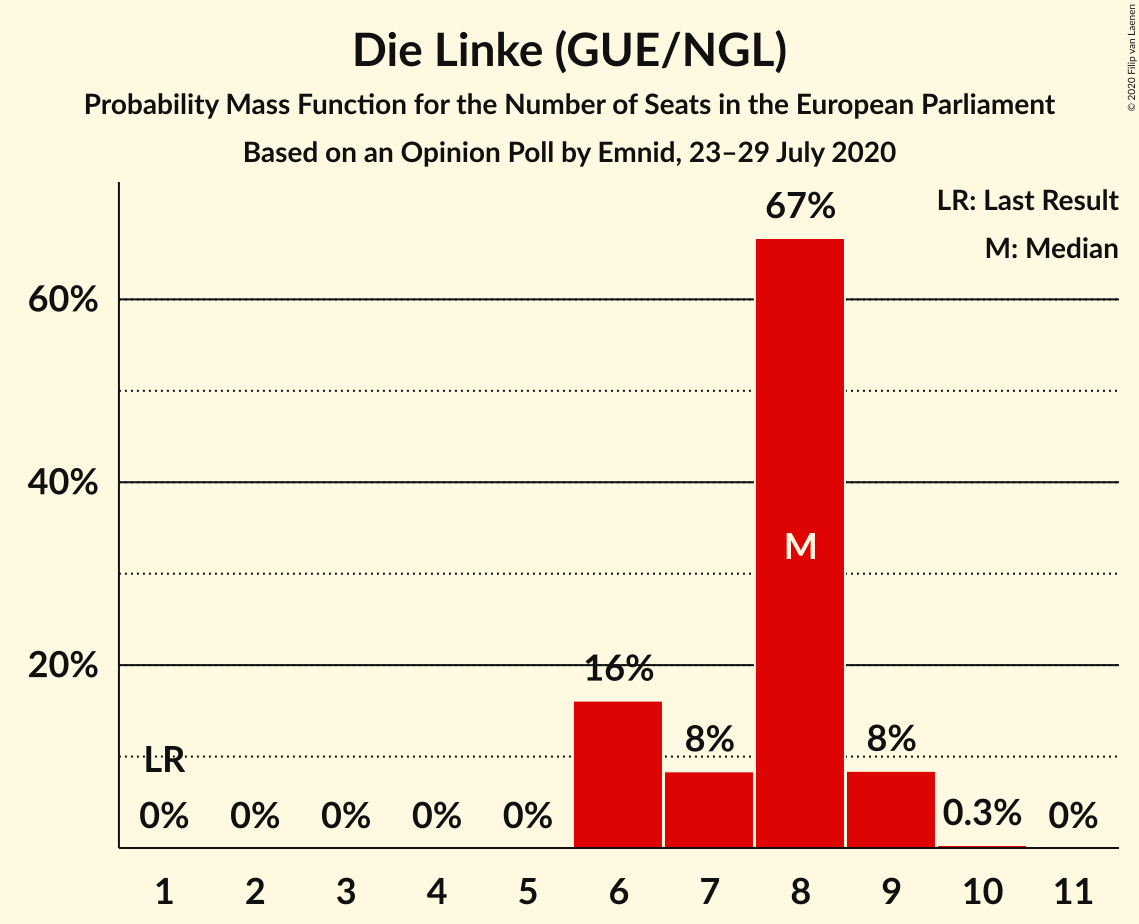 Die Linke (GUE/NGL)
Probability Mass Function for the Number of Seats in the European Parliament
Based on an Opinion Poll by Emnid, 23–29 July 2020
© 2020 Filip van Laenen
LR: Last Result
M: Median
67%
60%
40%
M
20%
16%
8%
8%
LR
0%
0%
0%
0%
0%
0.3%
0%
1 2 3 4 5 6 7 8 9 10 11